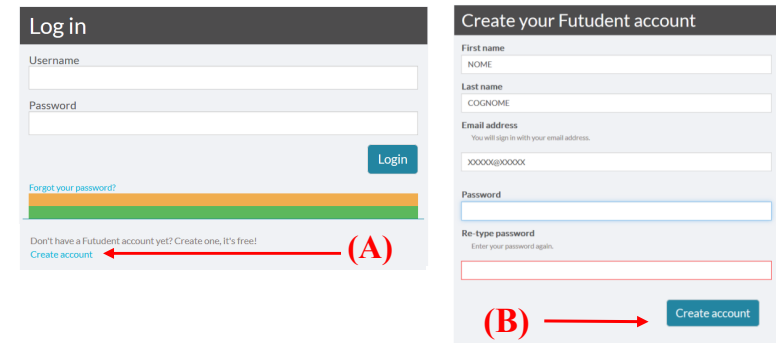 Log in
Username
Password
Login
Forgot your password?
Don't have a Futudent account yet? Create one, it's free!
Create account
(A)
Create your Futudent account
First name
NOME
Last name
COGNOME
Email address
You will sign in with your email address.
XXXXX@XXXXX
Password
Re-type password
Enter your password again.
Create account
(B)